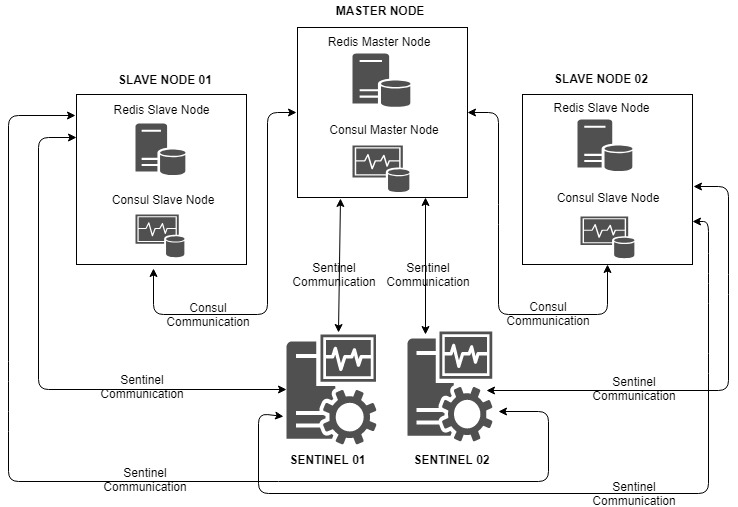 MASTER NODE
Redis Master Node
Consul Master Node
SLAVE NODE 01
Redis Slave Node
Consul Slave Node
SLAVE NODE 02
Redis Slave Node
Consul Slave Node
Sentinel
Communication
Sentinel
Communication
Consul
Communication
Consul
Communication
Sentinel
Communication
Sentinel
Communication
SENTINEL 01
SENTINEL 02
Sentinel
Communication
Sentinel
Communication